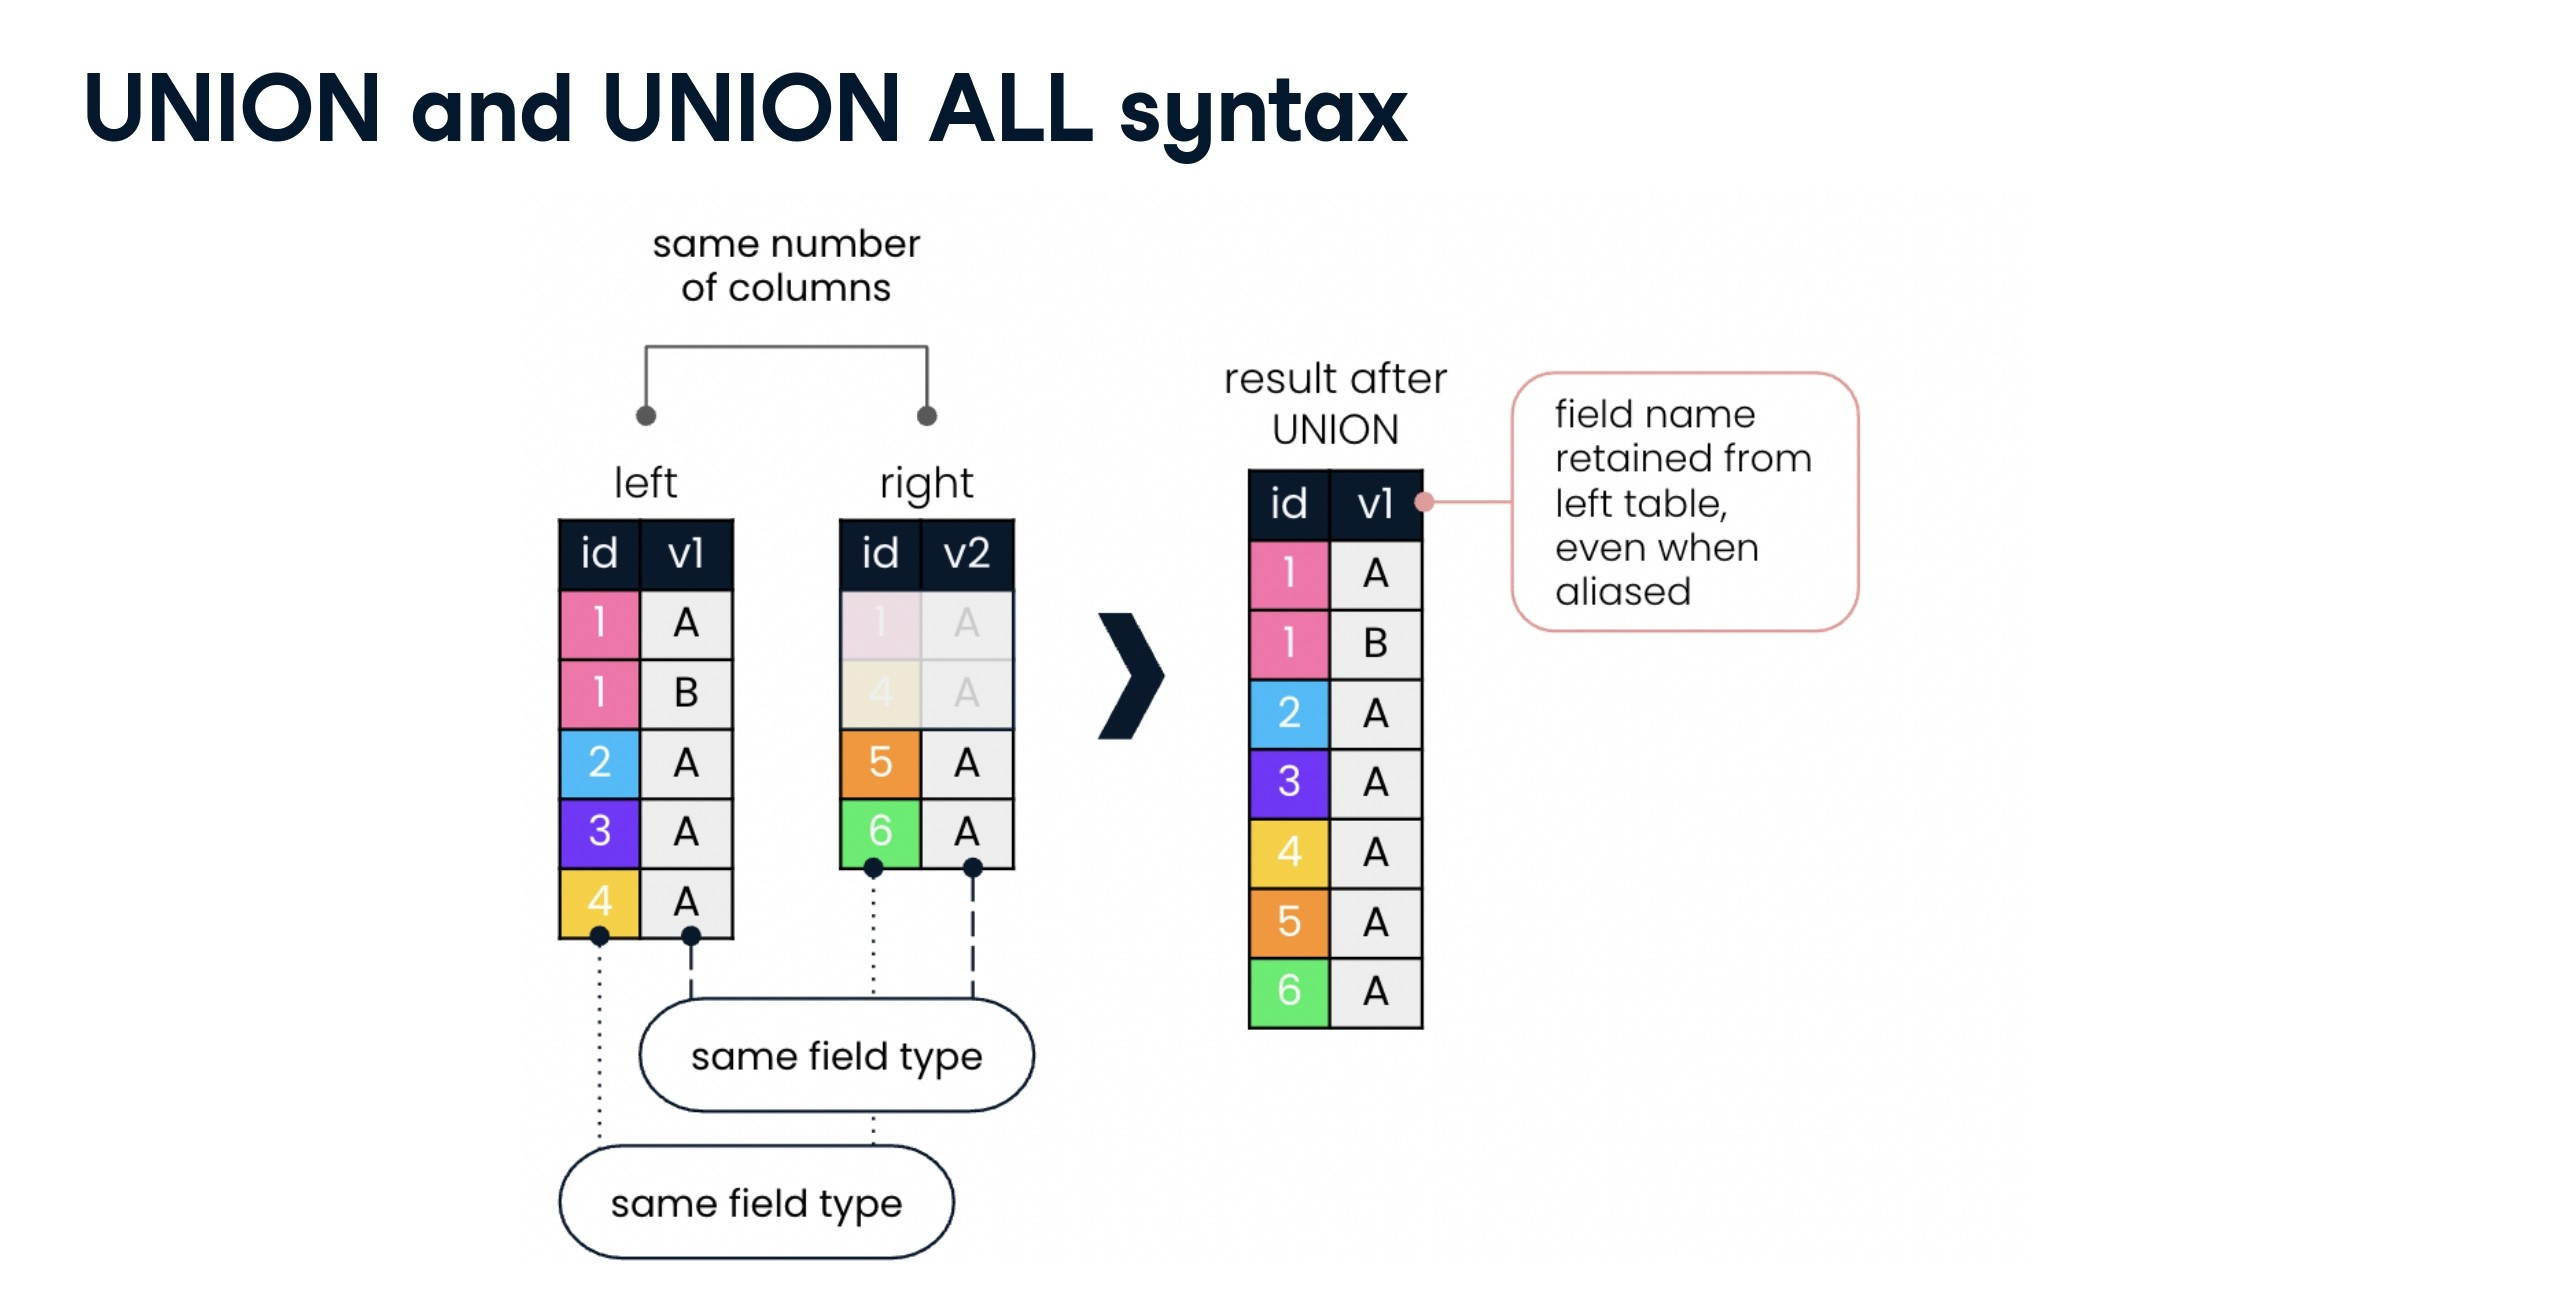 UNION and UNION ALL syntax
same number
of columns
left
id v1
1 A
1 B
2 A
3 A
4 A
right
id v2
1 A
4 A
5 A
6 A
same field type
same field type
result after
UNION
id v1
1 A
1 B
2 A
3 A
4 A
5 A
6 A
field name
retained from
left table,
even when
aliased